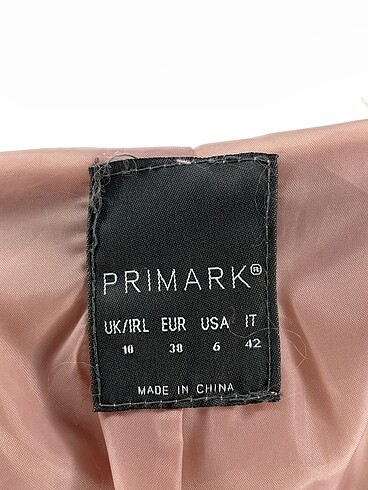 PRIMARK®
UK/IRL EUR USA IT
10 38 6 42
MADE IN CHINA